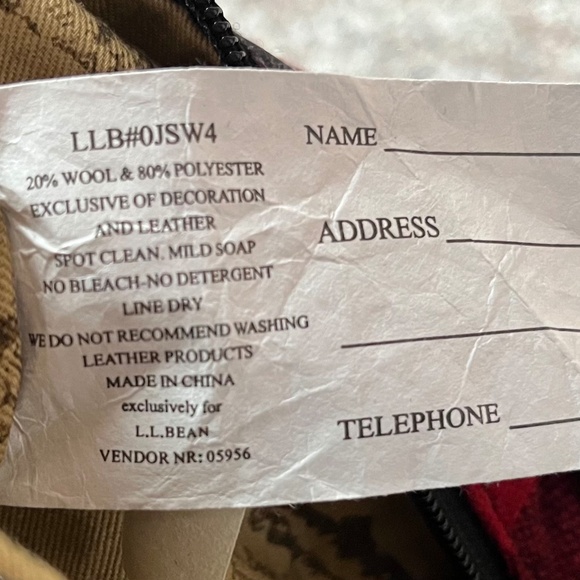 LLB#0JSW4
20% WOOL & 80% POLYESTER
EXCLUSIVE OF DECORATION
AND LEATHER
SPOT CLEAN. MILD SOAP
NO BLEACH-NO DETERGENT
LINE DRY
WE DO NOT RECOMMEND WASHING
LEATHER PRODUCTS
MADE IN CHINA
exclusively for
L.L.BEAN
VENDOR NR: 05956
NAME
ADDRESS
TELEPHONE